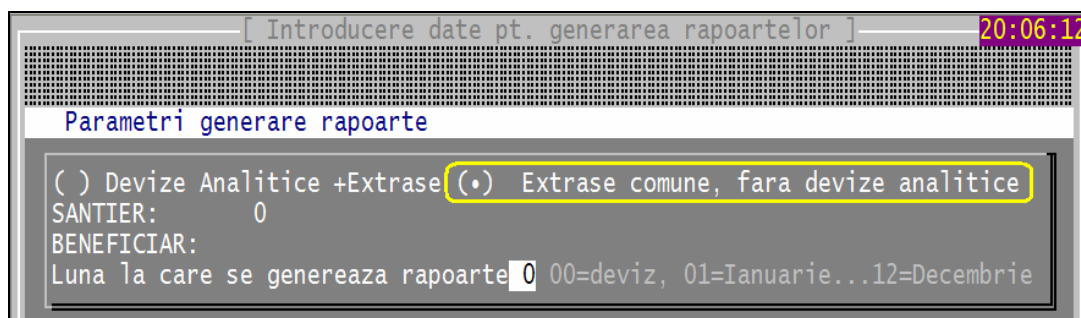 [ Introducere date pt. generarea rapoartelor ] 20:06:12
Parametri generare rapoarte
( ) Devize Analitice +Extrase (•) Extrase comune, fara devize analitice
SANTIER: 0
BENEFICIAR:
Luna la care se genereaza rapoarte 0 00=deviz, 01=Ianuarie...12=Decembrie